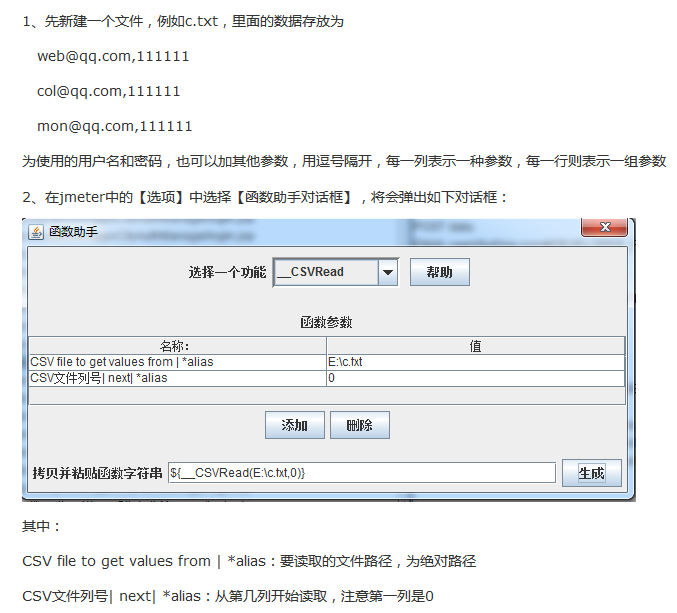 1、先新建一个文件，例如c.txt，里面的数据存放为
web@qq.com,111111
col@qq.com,111111
mon@qq.com,111111
为使用的用户名和密码，也可以加其他参数，用逗号隔开，每一列表示一种参数，每一行则表示一组参数
2、在jmeter中的【选项】中选择【函数助手对话框】，将会弹出如下对话框：
函数助手
选择一个功能 __CSVRead 帮助
函数参数
名称: 值
CSV file to get values from | *alias E:\c.txt
CSV文件列号| next| *alias 0
添加 删除
拷贝并粘贴函数字符串 ${__CSVRead(E:\c.txt,0)} 生成
其中：
CSV file to get values from | *alias：要读取的文件路径，为绝对路径
CSV文件列号| next| *alias：从第几列开始读取，注意第一列是0